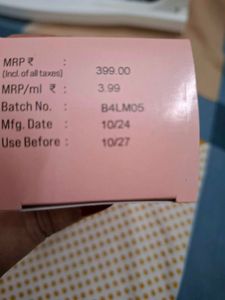 MRP ₹ : 399.00
(Incl. of all taxes)
MRP/ml ₹ : 3.99
Batch No. : B4LM05
Mfg. Date : 10/24
Use Before : 10/27